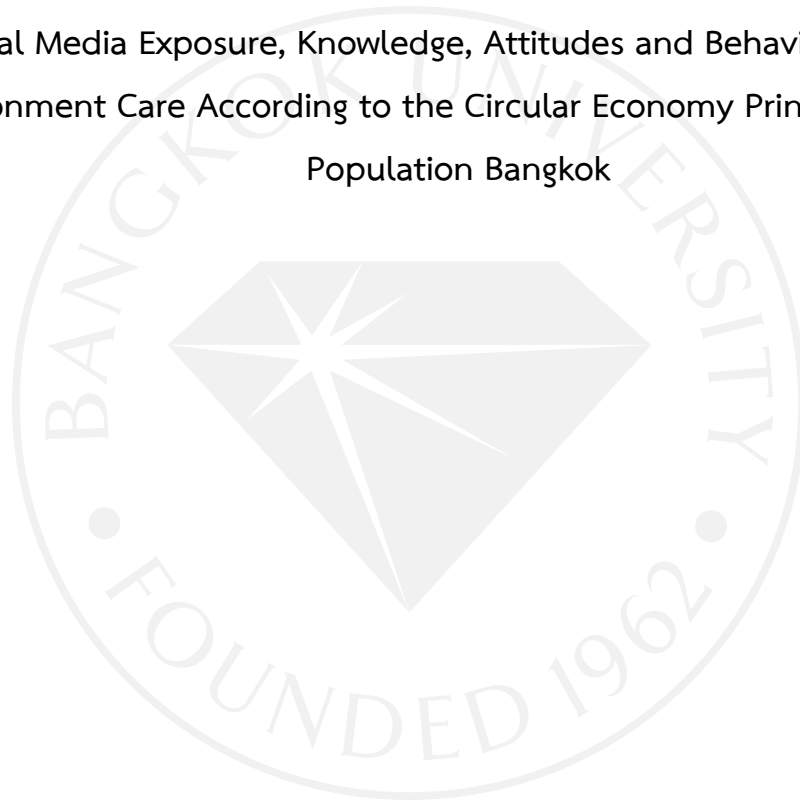 al Media Exposure, Knowledge, Attitudes and Behavi
onment Care According to the Circular Economy Prin
Population Bangkok
BANGKOK UNIVERSITY
• FOUNDED 1962 •